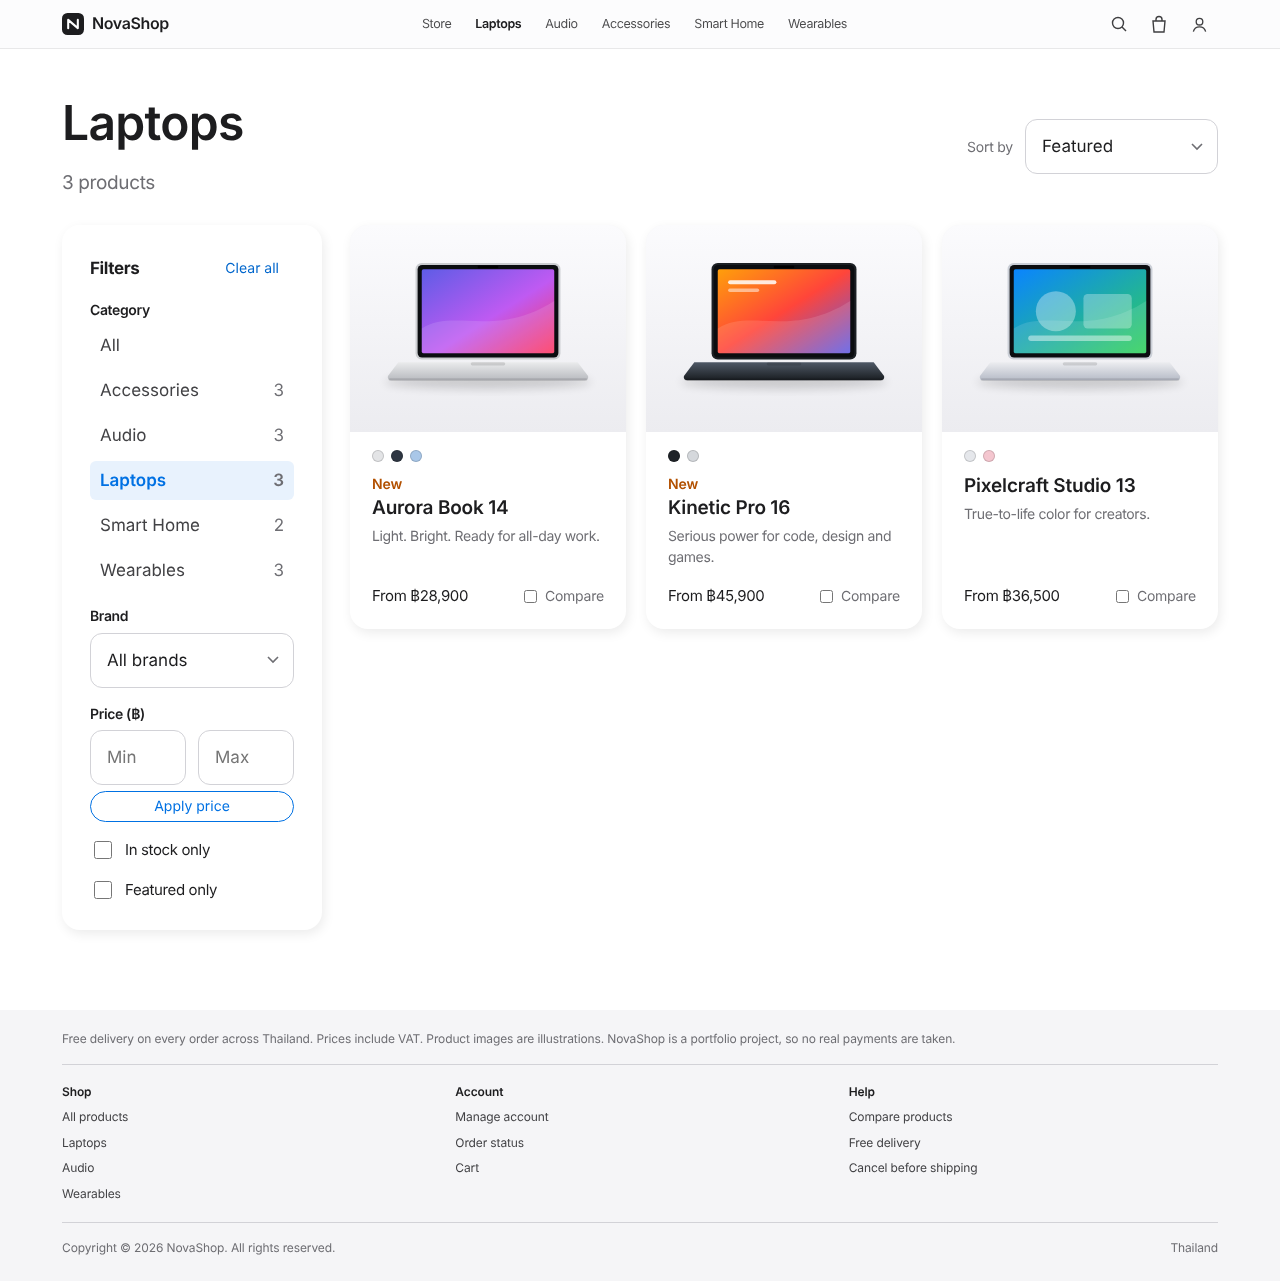 NovaShop
Store
Laptops
Audio
Accessories
Smart Home
Wearables
Laptops
3 products
Sort by
Featured
Filters
Clear all
Category
All
Accessories 3
Audio 3
Laptops 3
Smart Home 2
Wearables 3
Brand
All brands
Price (฿)
Min
Max
Apply price
In stock only
Featured only
New
Aurora Book 14
Light. Bright. Ready for all-day work.
From ฿28,900
Compare
New
Kinetic Pro 16
Serious power for code, design and
games.
From ฿45,900
Compare
Pixelcraft Studio 13
True-to-life color for creators.
From ฿36,500
Compare
Free delivery on every order across Thailand. Prices include VAT. Product images are illustrations. NovaShop is a portfolio project, so no real payments are taken.
Shop
All products
Laptops
Audio
Wearables
Account
Manage account
Order status
Cart
Help
Compare products
Free delivery
Cancel before shipping
Copyright © 2026 NovaShop. All rights reserved.
Thailand